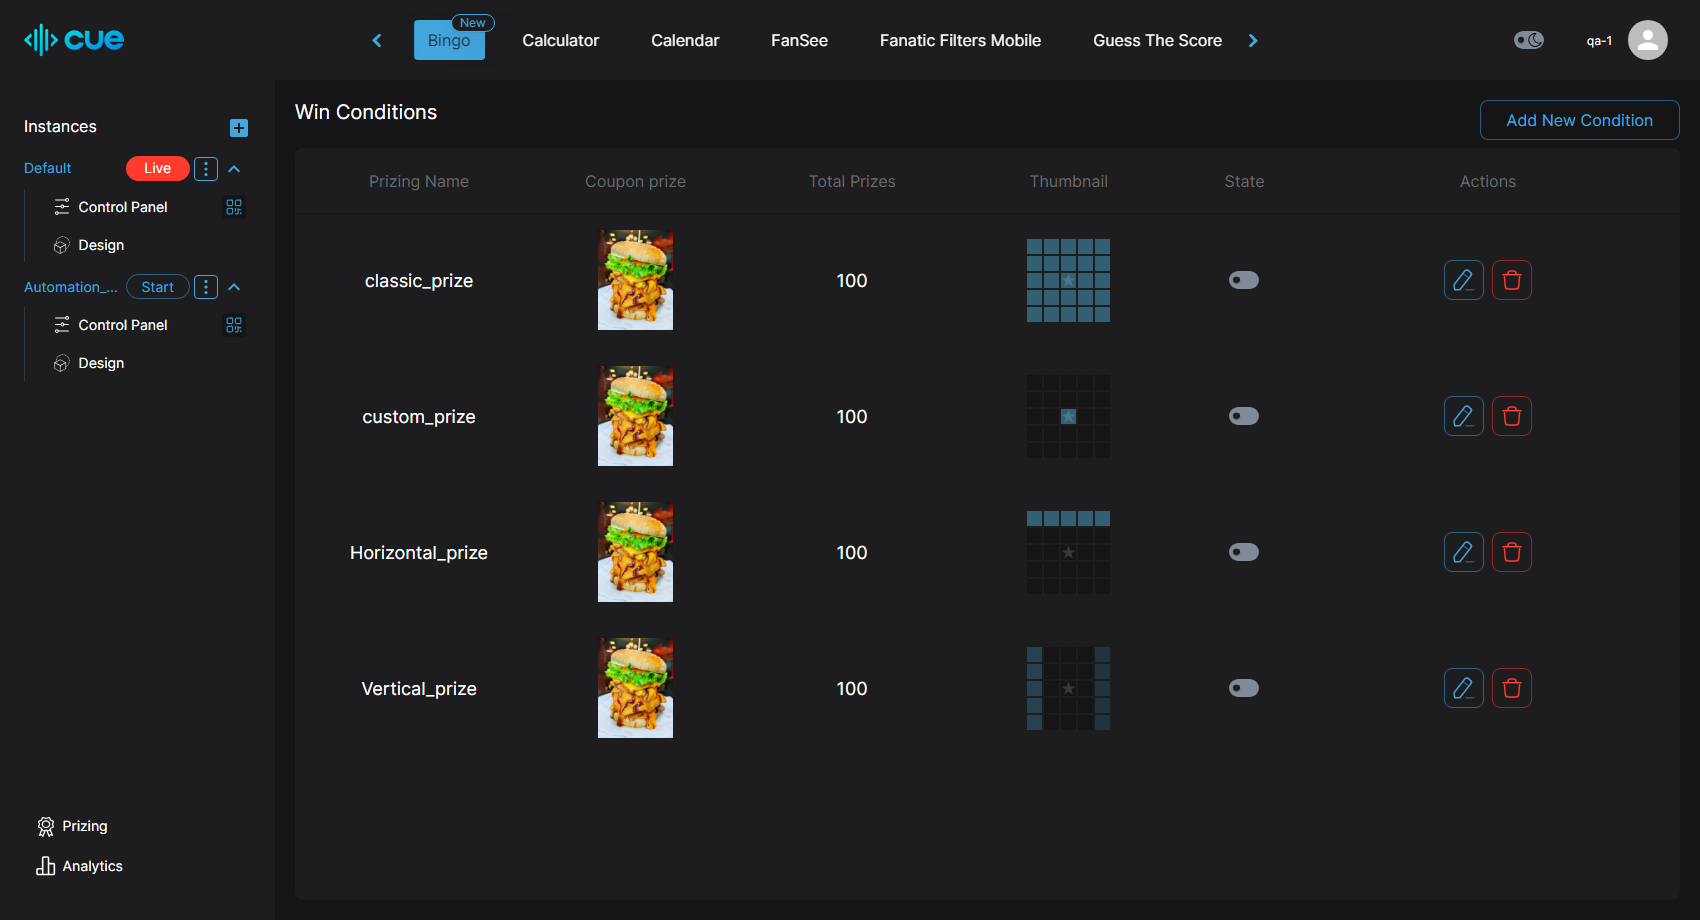 cue
New
Bingo
Calculator
Calendar
FanSee
Fanatic Filters Mobile
Guess The Score
qa-1
Instances
Default
Live
Control Panel
Design
Automation_...
Start
Control Panel
Design
Prizing
Analytics
Win Conditions
Add New Condition
Prizing Name Coupon prize Total Prizes Thumbnail State Actions
classic_prize 100
custom_prize 100
Horizontal_prize 100
Vertical_prize 100